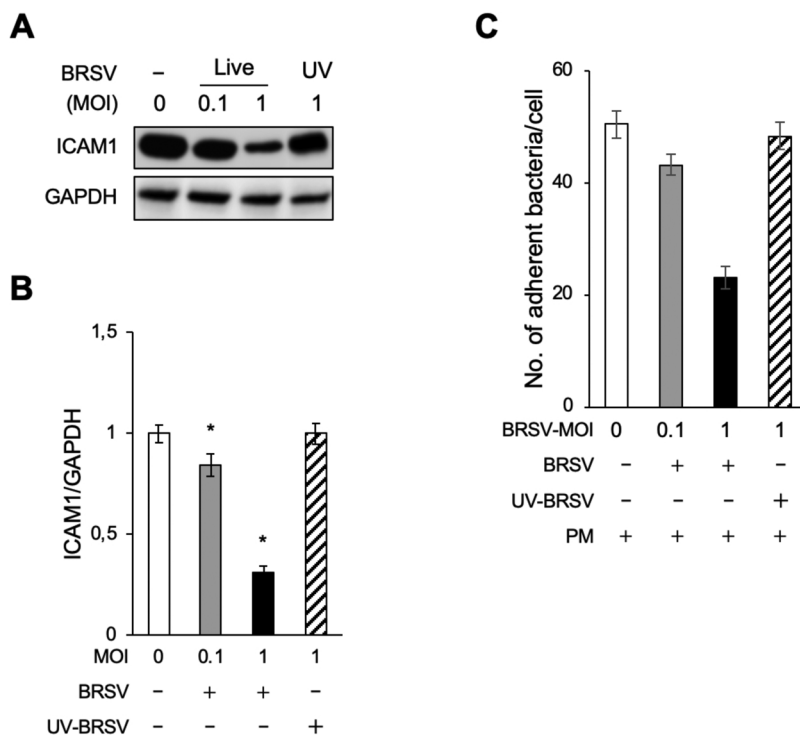 A
BRSV – Live UV
(MOI) 0 0.1 1 1
ICAM1
GAPDH
B
ICAM1/GAPDH
1,5
1
0,5
0
* *
MOI 0 0.1 1 1
BRSV – + + –
UV-BRSV – – – +
C
No. of adherent bacteria/cell
60
40
20
0
BRSV-MOI 0 0.1 1 1
BRSV – + + –
UV-BRSV – – – +
PM + + + +